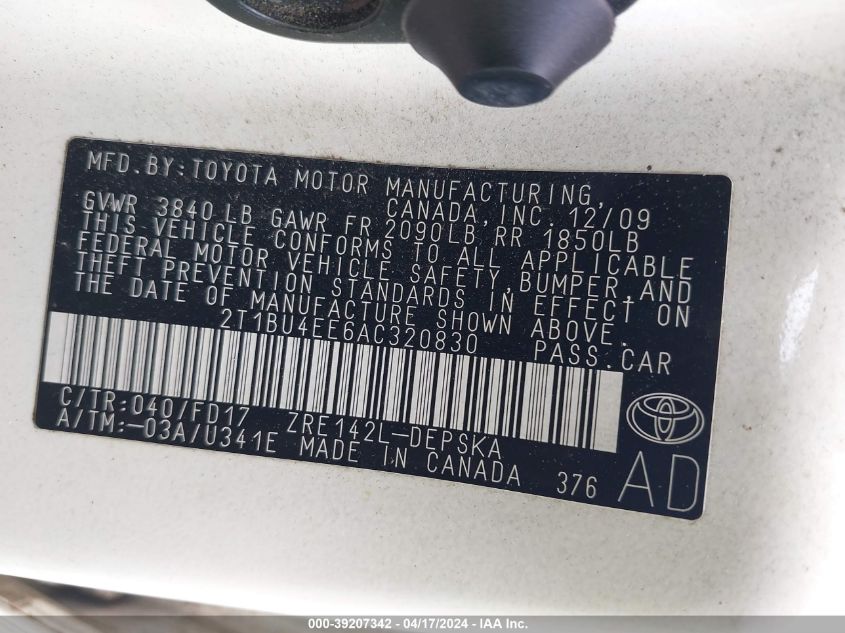 MFD.BY:TOYOTA MOTOR MANUFACTURING,
CANADA,INC. 12/09
GVWR 3840 LB GAWR FR 2090LB RR 1850LB
THIS VEHICLE CONFORMS TO ALL APPLICABLE
FEDERAL MOTOR VEHICLE SAFETY,BUMPER,AND
THEFT PREVENTION STANDARDS IN EFFECT ON
THE DATE OF MANUFACTURE SHOWN ABOVE.
2T1BU4EE6AC320830 PASS.CAR
C/TR:040/FD17 ZRE142L-DEPSKA
A/TM:-03A/U341E MADE IN CANADA 376 AD
000-39207342 - 04/17/2024 - IAA Inc.